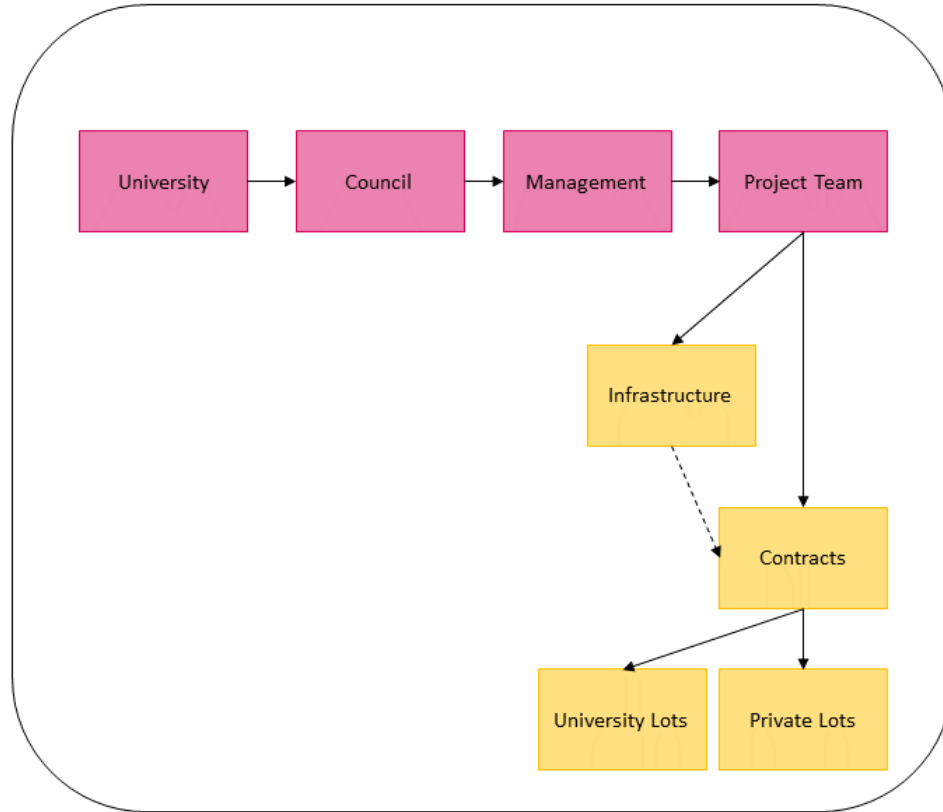 University
Council
Management
Project Team
Infrastructure
Contracts
University Lots
Private Lots